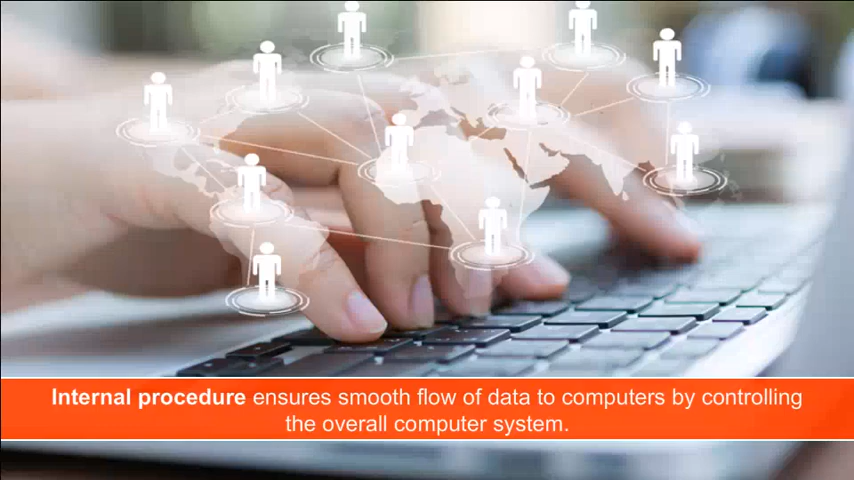 Internal procedure ensures smooth flow of data to computers by controlling
the overall computer system.